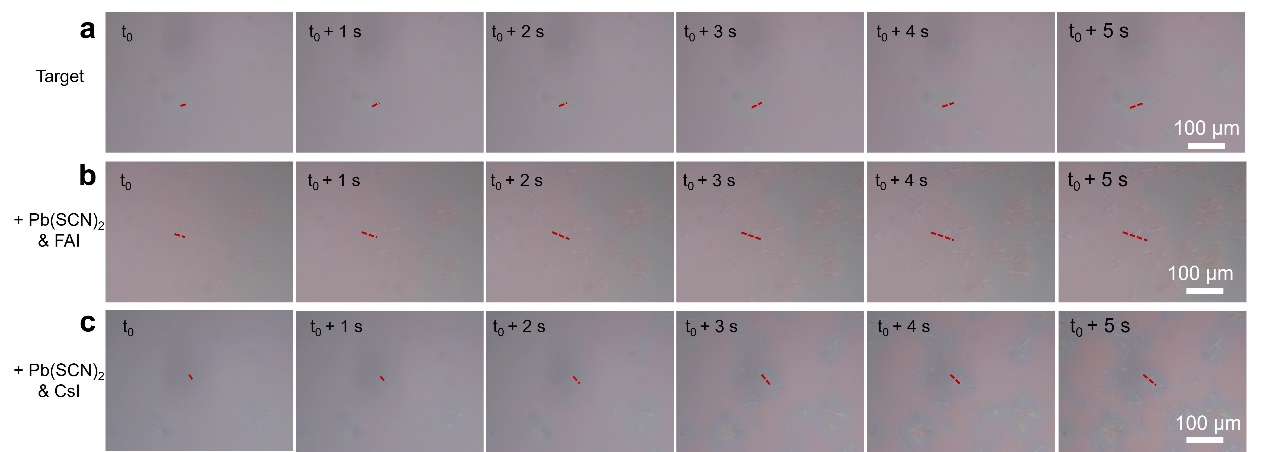 a
Target
t₀
t₀ + 1 s
t₀ + 2 s
t₀ + 3 s
t₀ + 4 s
t₀ + 5 s
100 µm
b
+ Pb(SCN)₂
& FAI
t₀
t₀ + 1 s
t₀ + 2 s
t₀ + 3 s
t₀ + 4 s
t₀ + 5 s
100 µm
c
+ Pb(SCN)₂
& CsI
t₀
t₀ + 1 s
t₀ + 2 s
t₀ + 3 s
t₀ + 4 s
t₀ + 5 s
100 µm